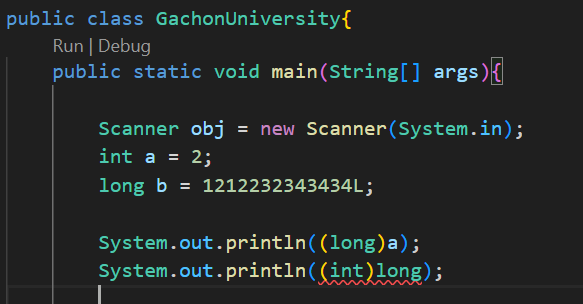 public class GachonUniversity{
Run | Debug
public static void main(String[] args){
Scanner obj = new Scanner(System.in);
int a = 2;
long b = 1212232343434L;
System.out.println((long)a);
System.out.println((int)long);